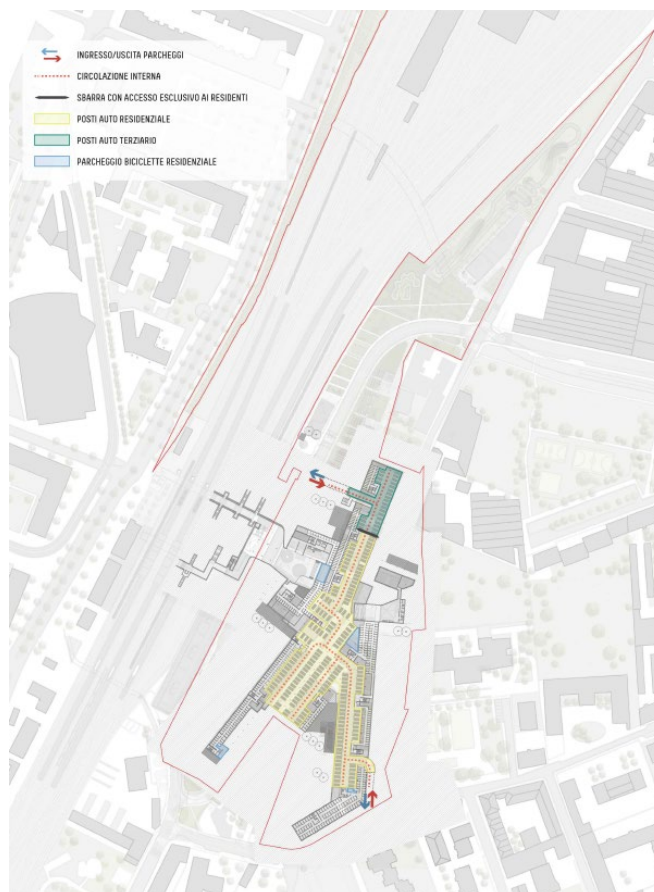 INGRESSO/USCITA PARCHEGGI
CIRCOLAZIONE INTERNA
SBARRA CON ACCESSO ESCLUSIVO AI RESIDENTI
POSTI AUTO RESIDENZIALE
POSTI AUTO TERZIARIO
PARCHEGGIO BICICLETTE RESIDENZIALE